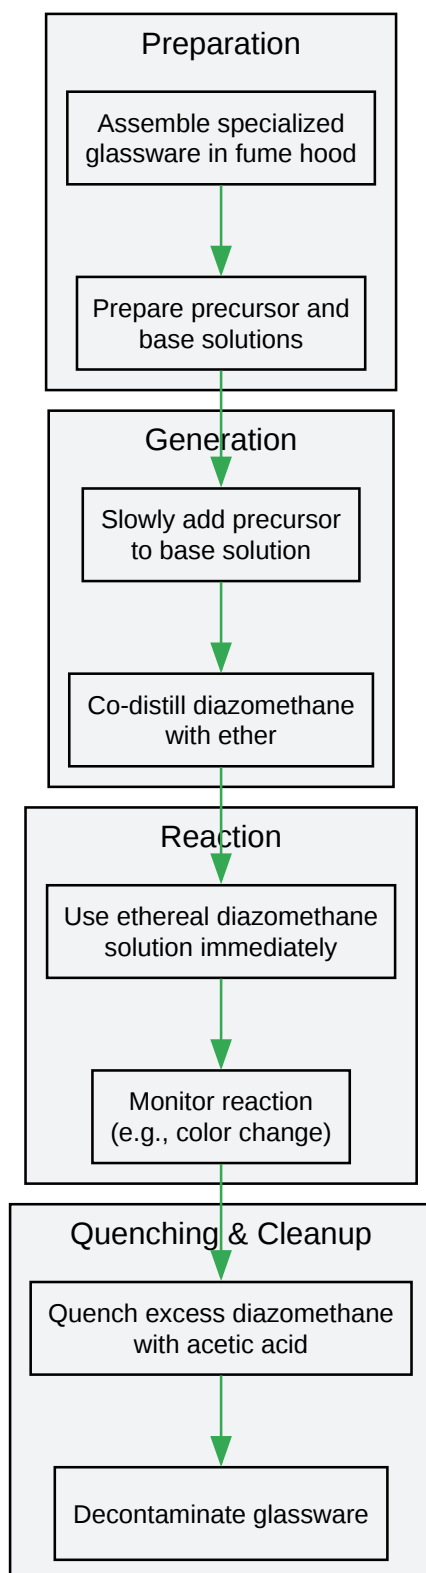 Preparation
Assemble specialized
glassware in fume hood
Prepare precursor and
base solutions
Generation
Slowly add precursor
to base solution
Co-distill diazomethane
with ether
Reaction
Use ethereal diazomethane
solution immediately
Monitor reaction
(e.g., color change)
Quenching & Cleanup
Quench excess diazomethane
with acetic acid
Decontaminate glassware